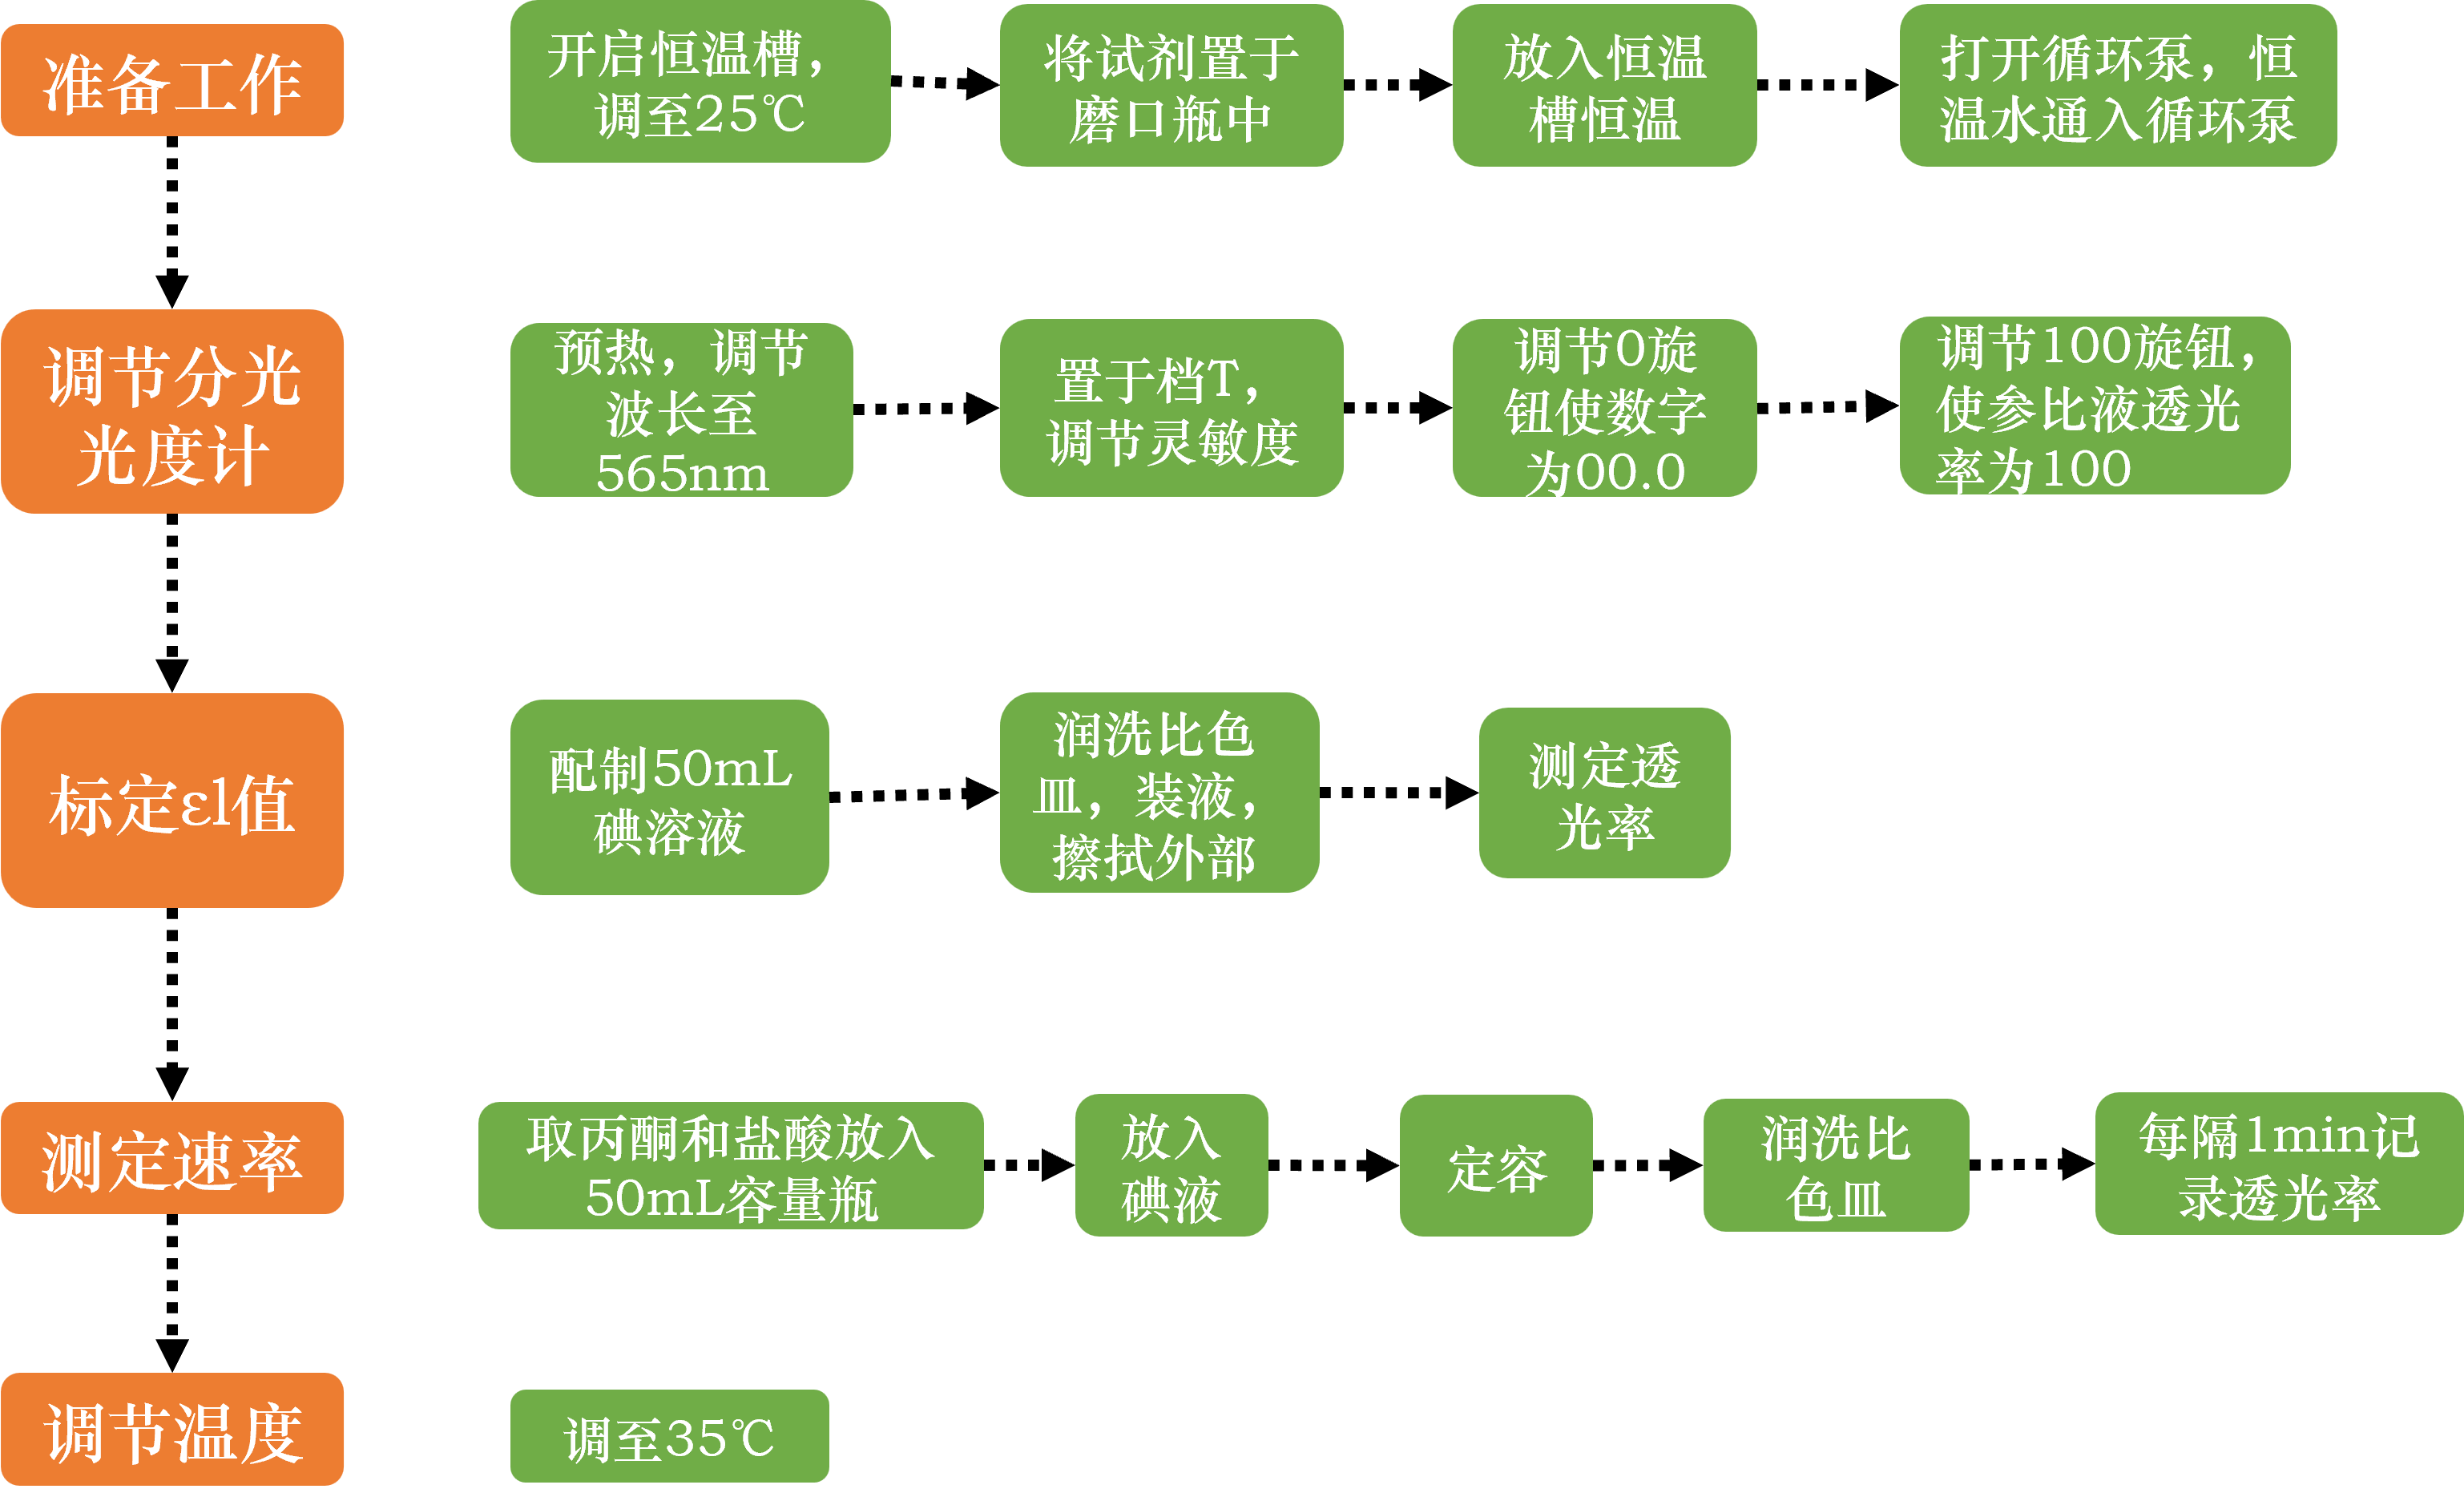 准备工作
开启恒温槽，
调至25℃
将试剂置于
磨口瓶中
放入恒温
槽恒温
打开循环泵，恒
温水通入循环泵
调节分光
光度计
预热，调节
波长至
565nm
置于档T，
调节灵敏度
调节0旋
钮使数字
为00.0
调节100旋钮，
使参比液透光
率为100
标定εl值
配制50mL
碘溶液
润洗比色
皿，装液，
擦拭外部
测定透
光率
测定速率
取丙酮和盐酸放入
50mL容量瓶
放入
碘液
定容
润洗比
色皿
每隔1min记
录透光率
调节温度
调至35℃